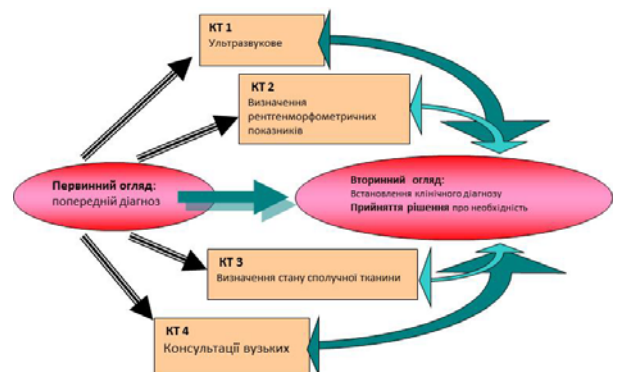 КТ 1
Ультразвукове
КТ 2
Визначення
рентгенморфометричних
показників
Первинний огляд:
попередній діагноз
Вторинний огляд:
Встановлення клінічного діагнозу
Прийняття рішення про необхідність
КТ 3
Визначення стану сполучної тканини
КТ 4
Консультації вузьких